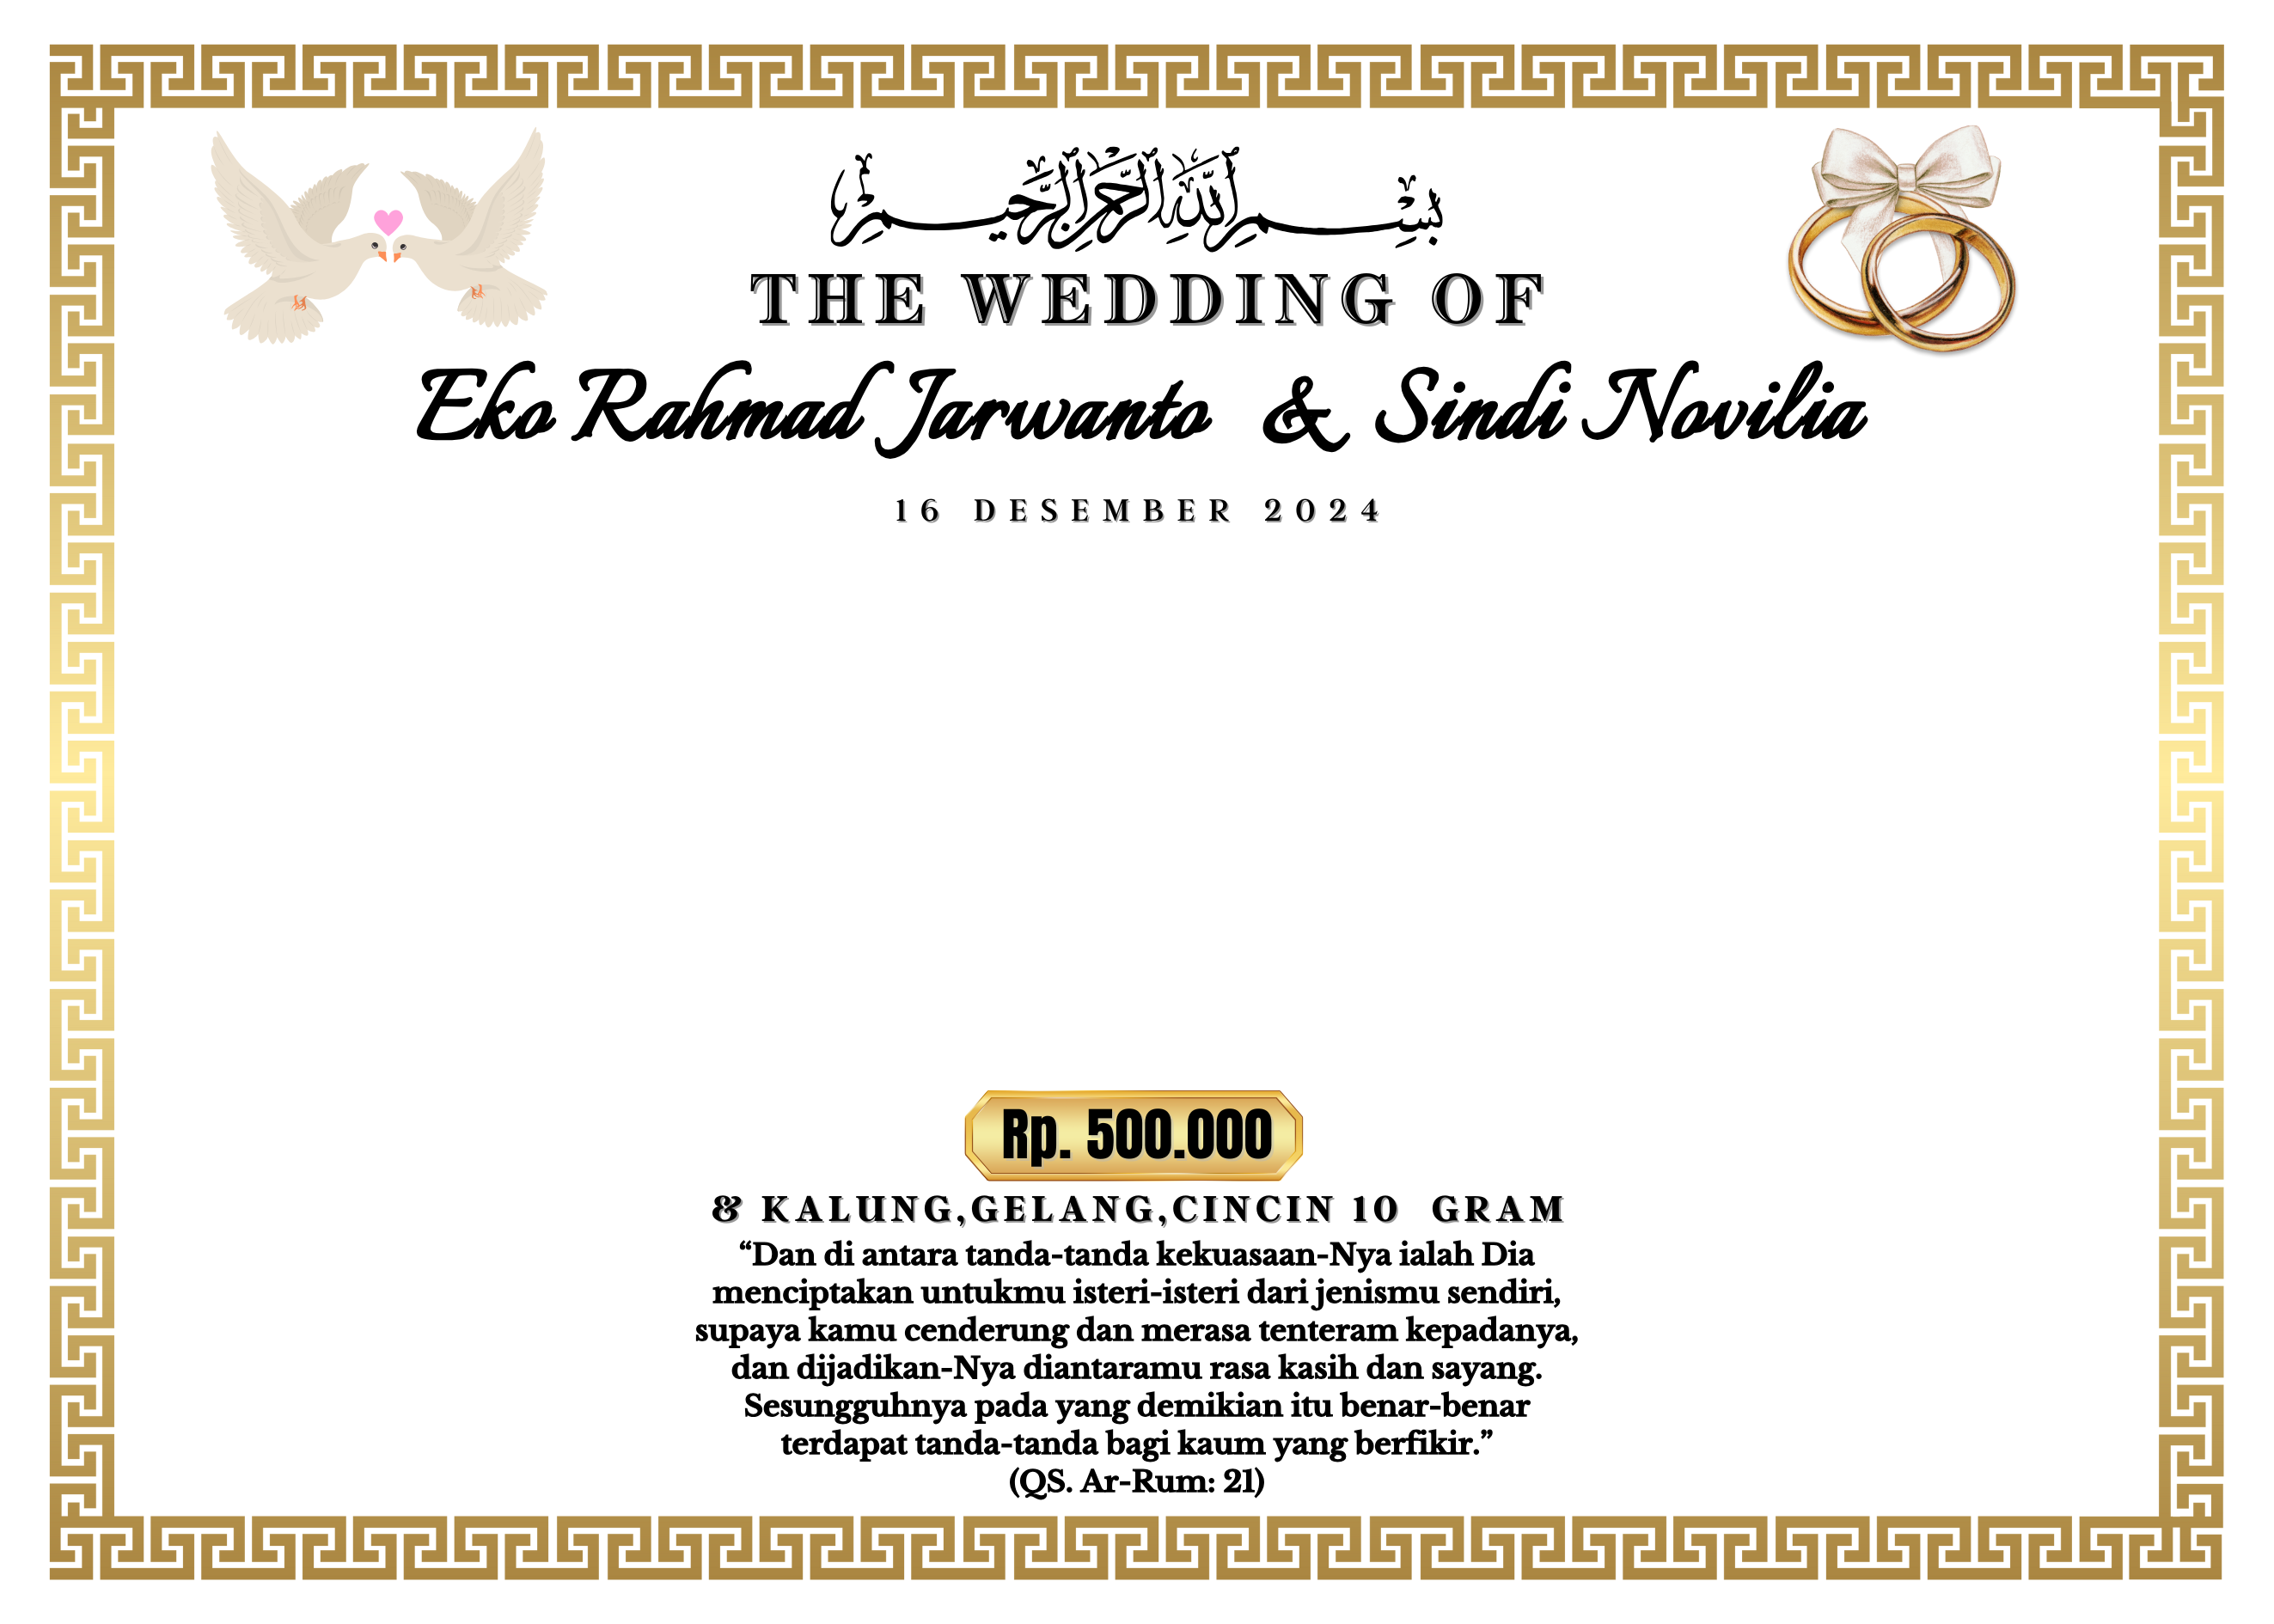 بِسْمِ اللّٰهِ الرَّحْمٰنِ الرَّحِيْمِ
THE WEDDING OF
Eko Rahmad Jarwanto & Sindi Novilia
16 DESEMBER 2024
Rp. 500.000
& KALUNG,GELANG,CINCIN 10 GRAM
“Dan di antara tanda-tanda kekuasaan-Nya ialah Dia
menciptakan untukmu isteri-isteri dari jenismu sendiri,
supaya kamu cenderung dan merasa tenteram kepadanya,
dan dijadikan-Nya diantaramu rasa kasih dan sayang.
Sesungguhnya pada yang demikian itu benar-benar
terdapat tanda-tanda bagi kaum yang berfikir.”
(QS. Ar-Rum: 21)